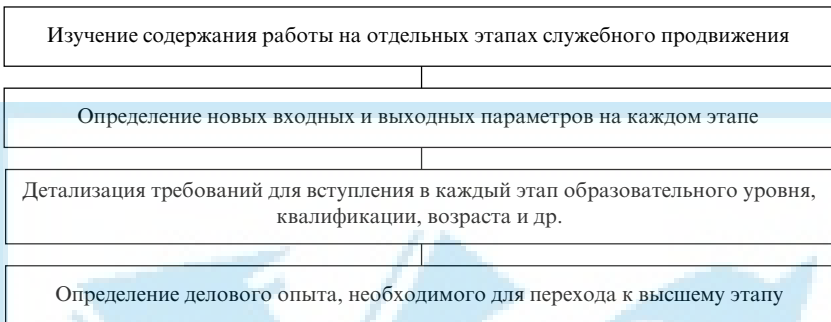 Изучение содержания работы на отдельных этапах служебного продвижения
Определение новых входных и выходных параметров на каждом этапе
Детализация требований для вступления в каждый этап образовательного уровня,
квалификации, возраста и др.
Определение делового опыта, необходимого для перехода к высшему этапу